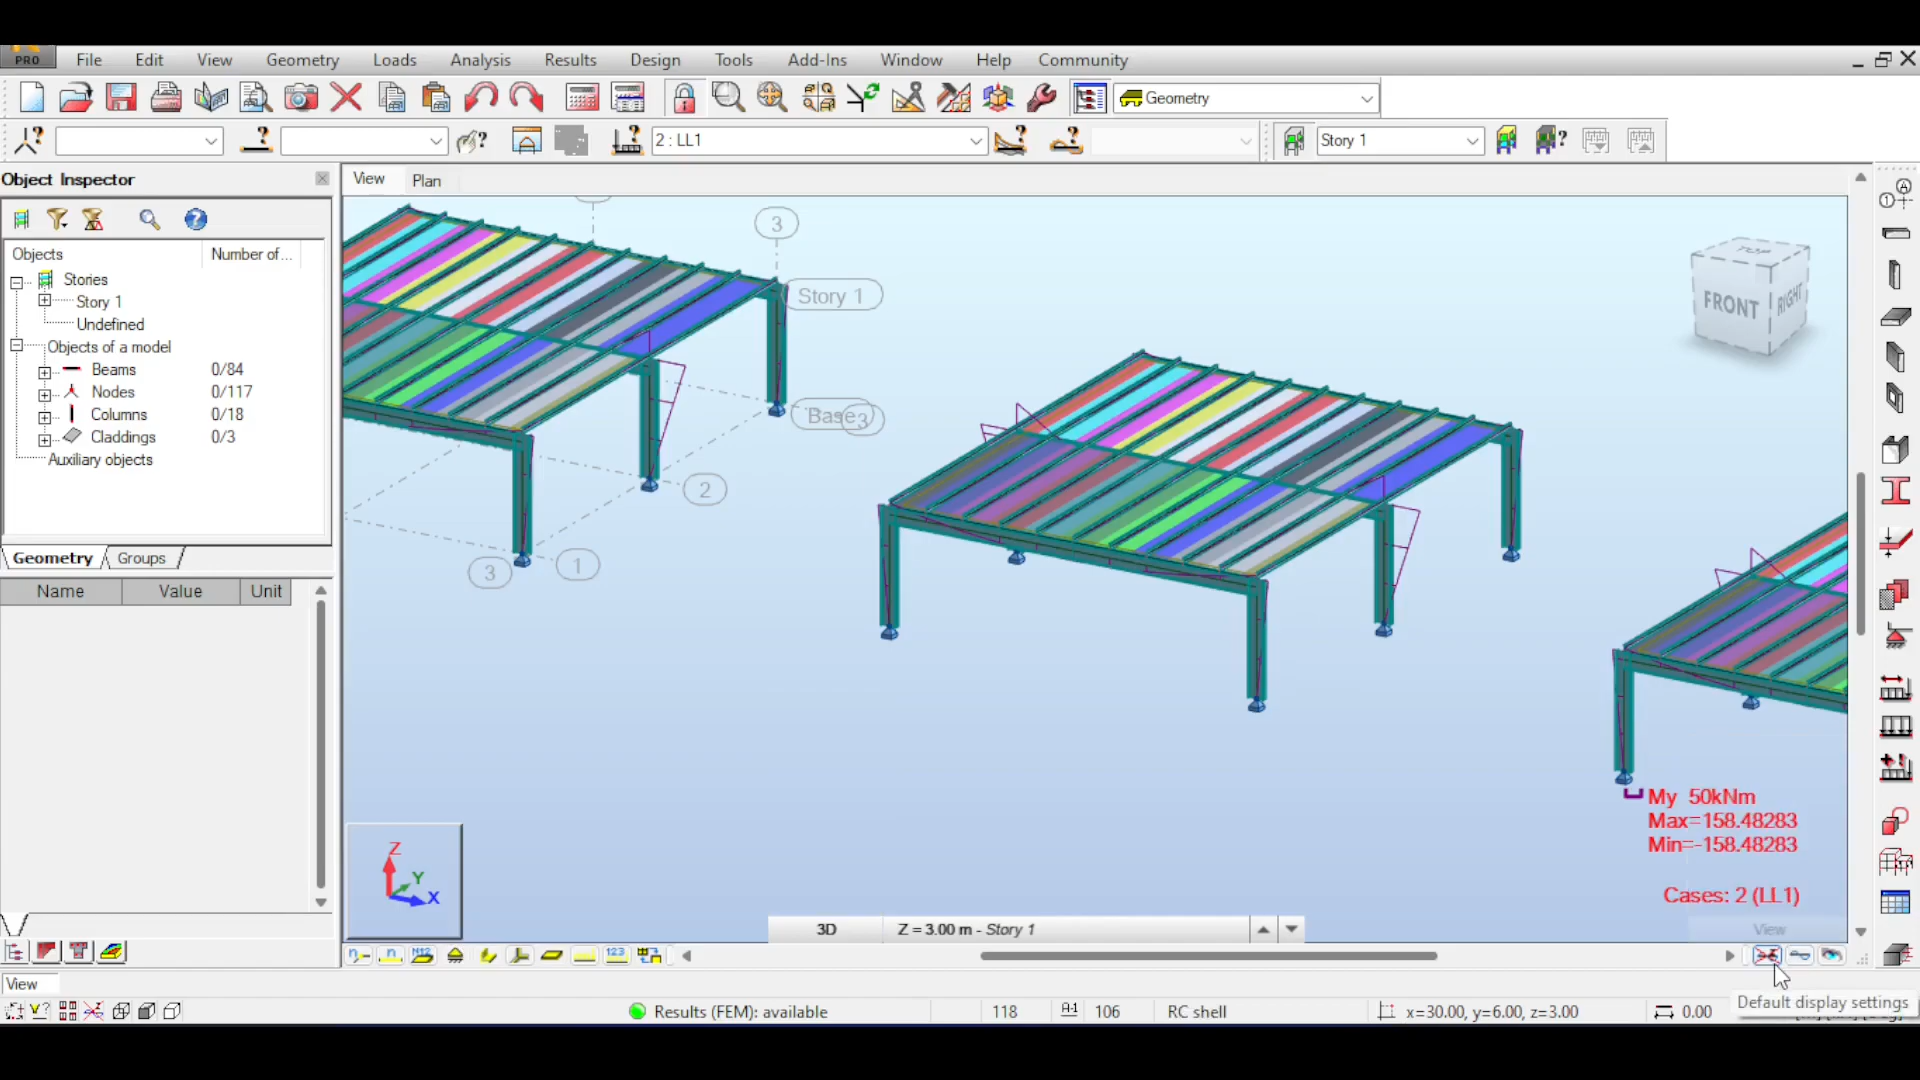 PRO File Edit View Geometry Loads Analysis Results Design Tools Add-Ins Window Help Community
Geometry
2 : LL1 Story 1
Object Inspector
View Plan
Objects Number of...
Stories
Story 1
Undefined
Objects of a model
Beams 0/84
Nodes 0/117
Columns 0/18
Claddings 0/3
Auxiliary objects
Geometry Groups
Name Value Unit
3
Story 1
Base 3
2
3 1
TOP
FRONT RIGHT
My 50kNm
Max=158.48283
Min=-158.48283
Cases: 2 (LL1)
Z
Y
X
3D Z = 3.00 m - Story 1
View
View
Default display settings
Results (FEM): available 118 106 RC shell x=30.00, y=6.00, z=3.00 0.00